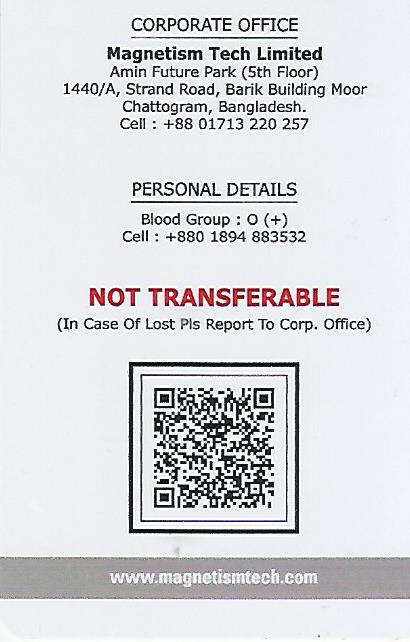 CORPORATE OFFICE
Magnetism Tech Limited
Amin Future Park (5th Floor)
1440/A, Strand Road, Barik Building Moor
Chattogram, Bangladesh.
Cell : +88 01713 220 257
PERSONAL DETAILS
Blood Group : O (+)
Cell : +880 1894 883532
NOT TRANSFERABLE
(In Case Of Lost Pls Report To Corp. Office)
www.magnetismtech.com